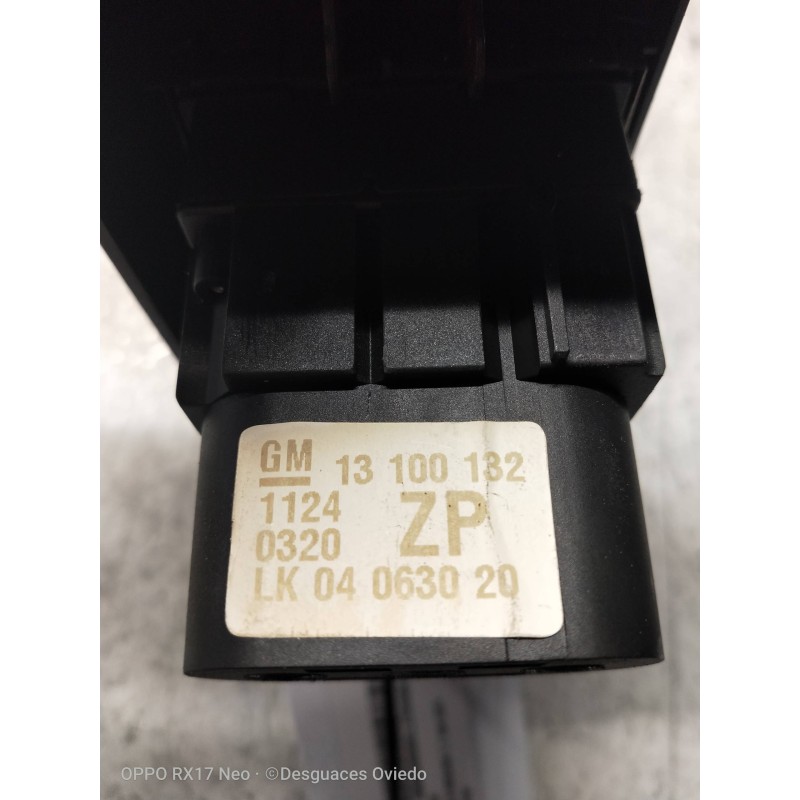 GM 13 100 132
1124 ZP
0320
LK 04 0630 20
OPPO RX17 Neo · ©Desguaces Oviedo